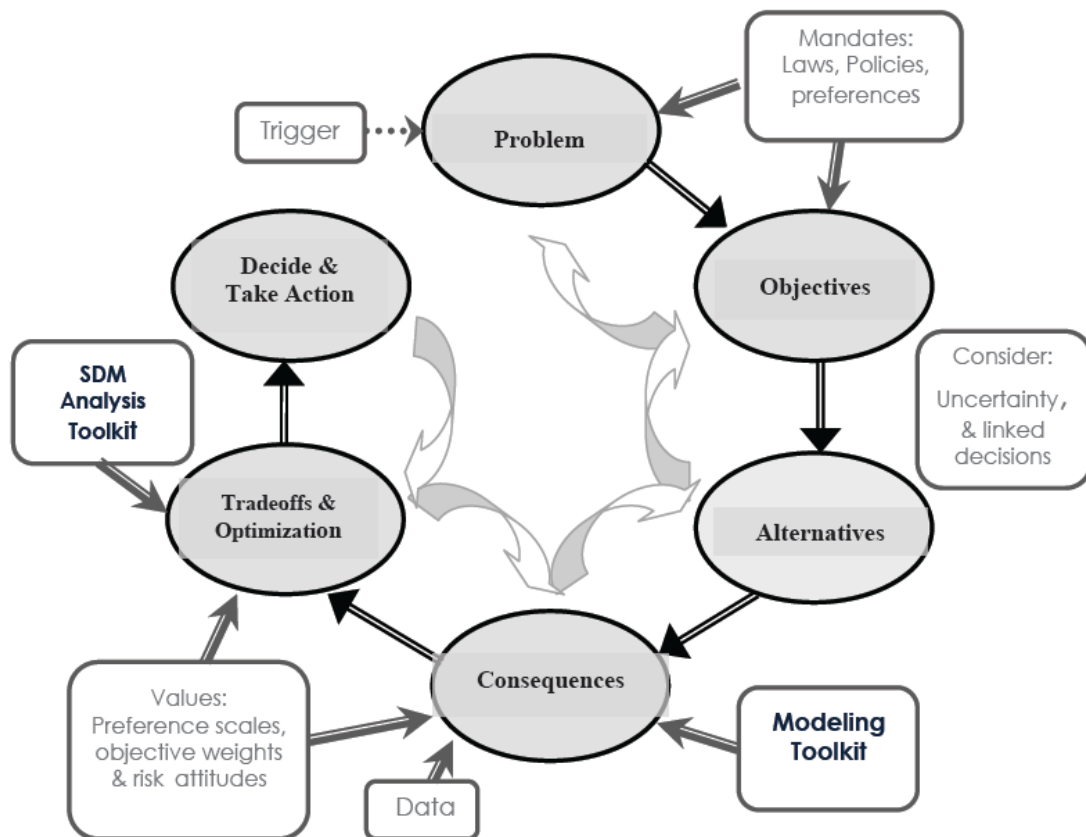 Mandates:
Laws, Policies,
preferences
Trigger
Problem
Decide &
Take Action
Objectives
Consider:
Uncertainty,
& linked
decisions
SDM
Analysis
Toolkit
Tradeoffs &
Optimization
Alternatives
Consequences
Values:
Preference scales,
objective weights
& risk attitudes
Data
Modeling
Toolkit